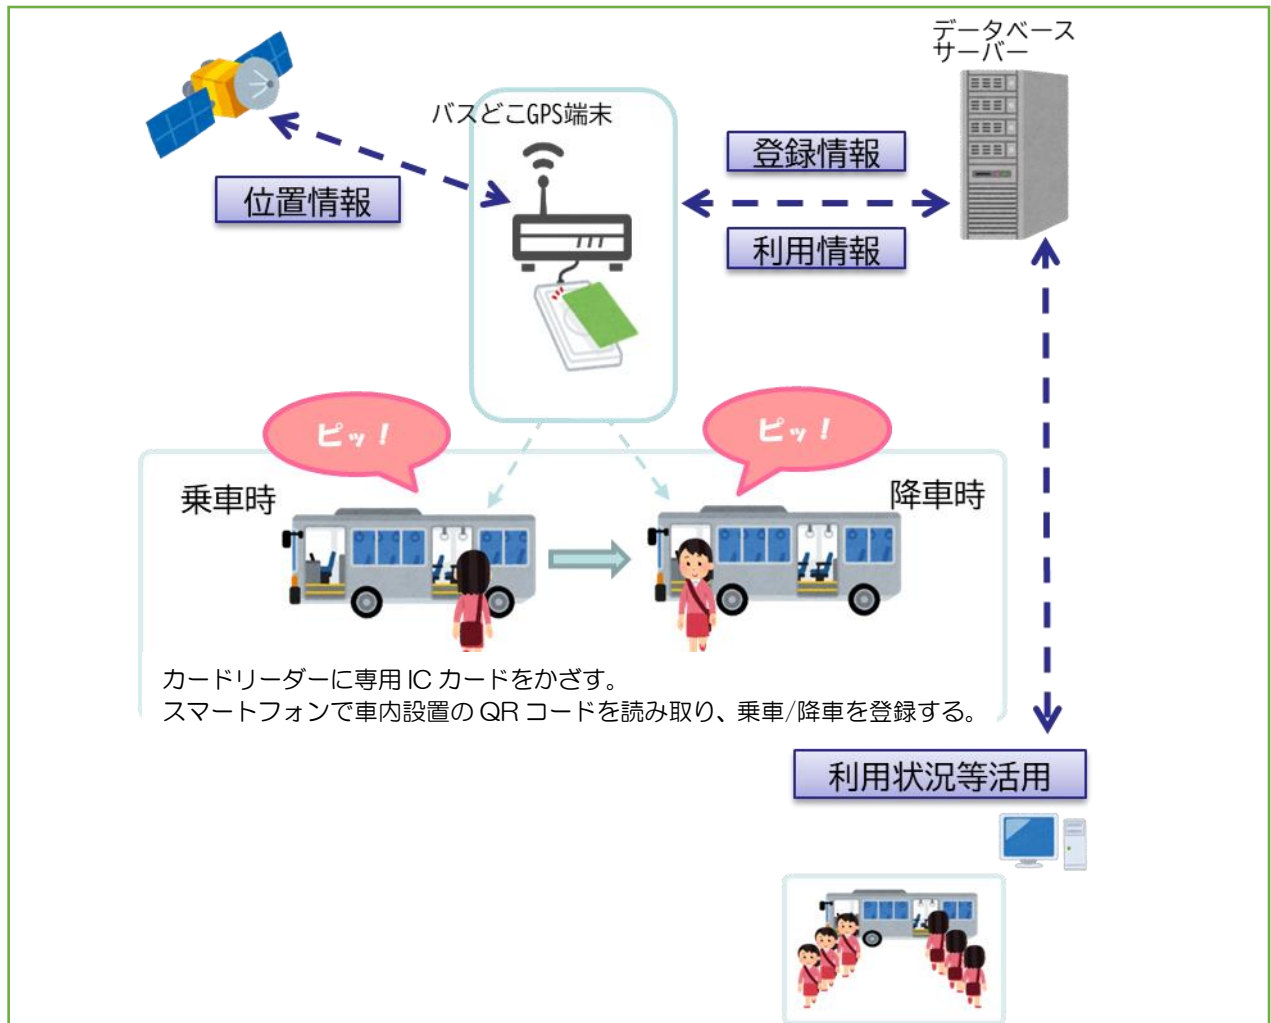 データベース
サーバー
バスどこGPS端末
登録情報
位置情報
利用情報
ピッ!
ピッ!
乗車時
降車時
カードリーダーに専用 IC カードをかざす。
スマートフォンで車内設置の QR コードを読み取り、乗車/降車を登録する。
利用状況等活用